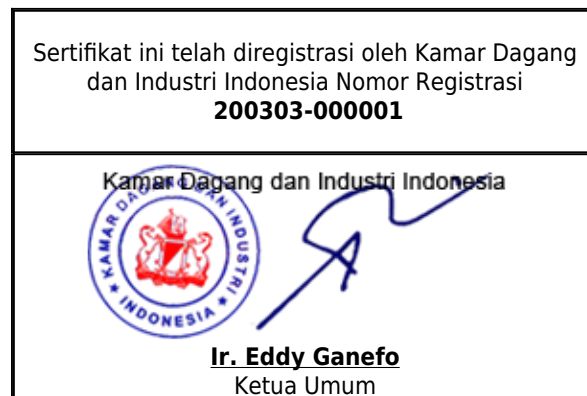 Sertifikat ini telah diregistrasi oleh Kamar Dagang
dan Industri Indonesia Nomor Registrasi
200303-000001
Kamar Dagang dan Industri Indonesia
KAMAR DAGANG DAN INDUSTRI
INDONESIA
Ir. Eddy Ganefo
Ketua Umum